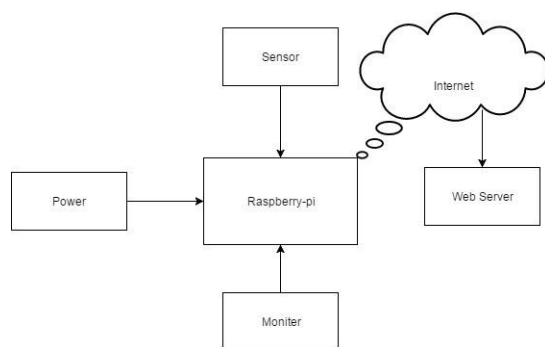 Sensor
Internet
Power
Raspberry-pi
Web Server
Moniter